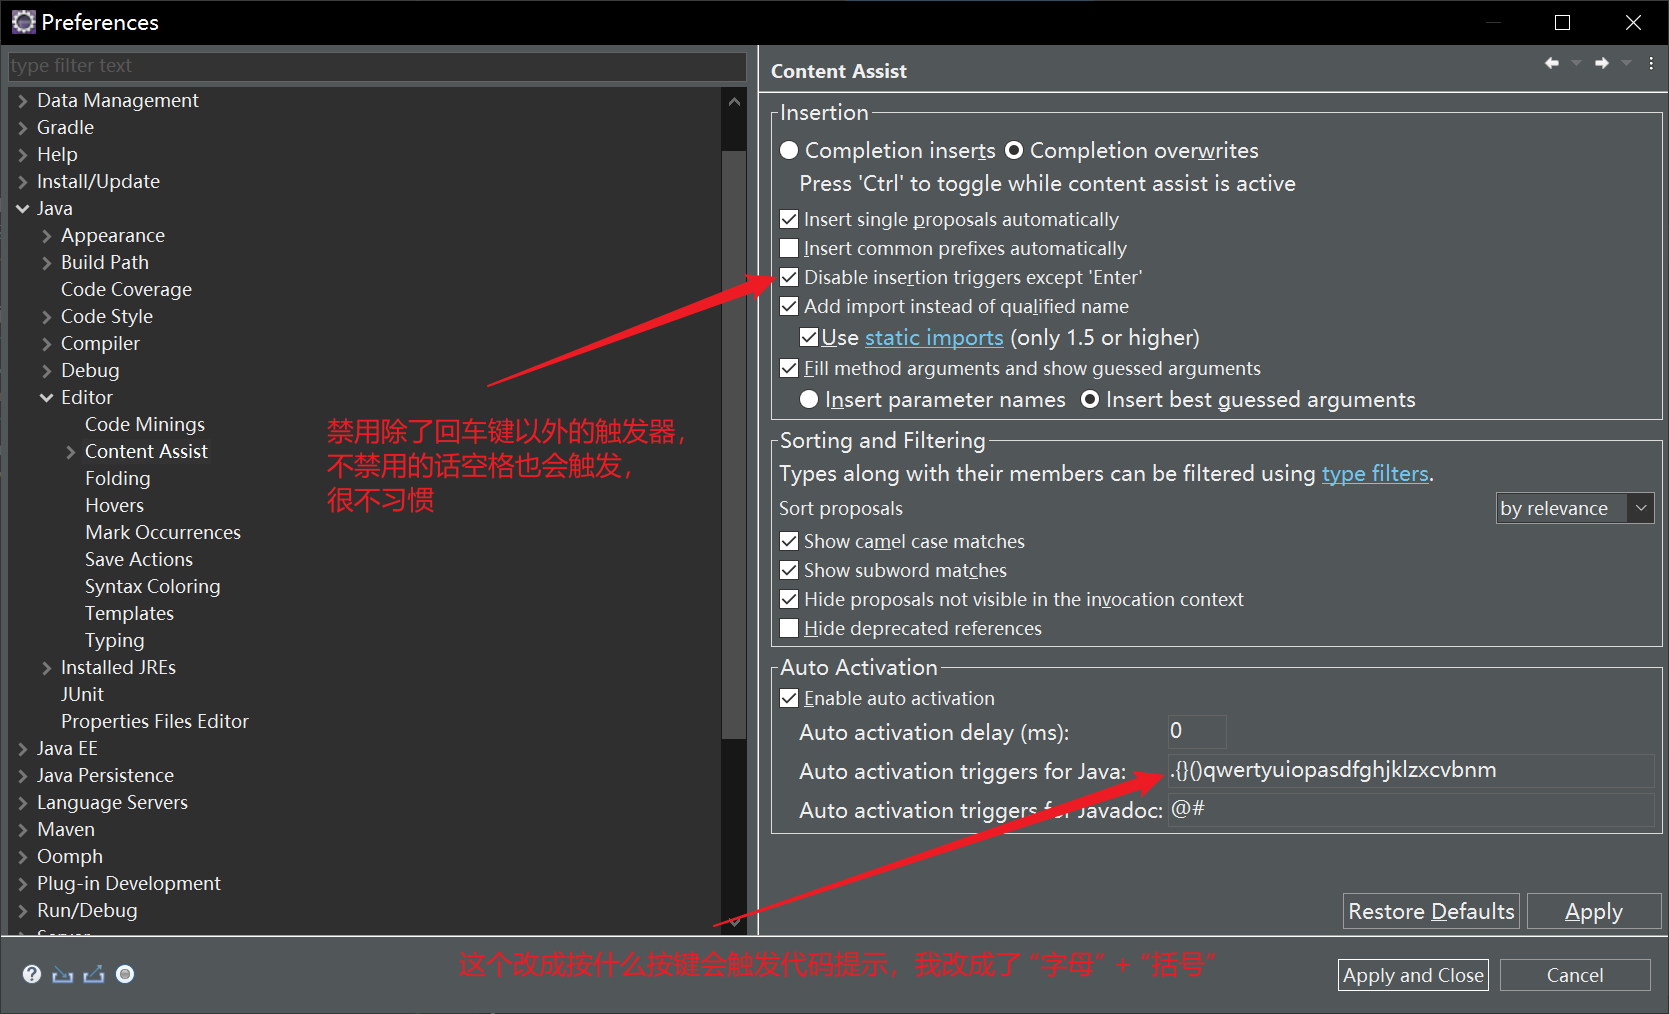 Preferences
type filter text
Data Management
Gradle
Help
Install/Update
Java
Appearance
Build Path
Code Coverage
Code Style
Compiler
Debug
Editor
Code Minings
Content Assist
Folding
Hovers
Mark Occurrences
Save Actions
Syntax Coloring
Templates
Typing
Installed JREs
JUnit
Properties Files Editor
Java EE
Java Persistence
Language Servers
Maven
Oomph
Plug-in Development
Run/Debug
Server
禁用除了回车键以外的触发器，
不禁用的话空格也会触发，
很不习惯
Content Assist
Insertion
Completion inserts Completion overwrites
Press 'Ctrl' to toggle while content assist is active
Insert single proposals automatically
Insert common prefixes automatically
Disable insertion triggers except 'Enter'
Add import instead of qualified name
Use static imports (only 1.5 or higher)
Fill method arguments and show guessed arguments
Insert parameter names Insert best guessed arguments
Sorting and Filtering
Types along with their members can be filtered using type filters.
Sort proposals by relevance
Show camel case matches
Show subword matches
Hide proposals not visible in the invocation context
Hide deprecated references
Auto Activation
Enable auto activation
Auto activation delay (ms): 0
Auto activation triggers for Java: .{}()qwertyuiopasdfghjklzxcvbnm
Auto activation triggers for Javadoc: @#
Restore Defaults Apply
这个改成按什么按键会触发代码提示，我改成了 “字母” + “括号”
Apply and Close Cancel